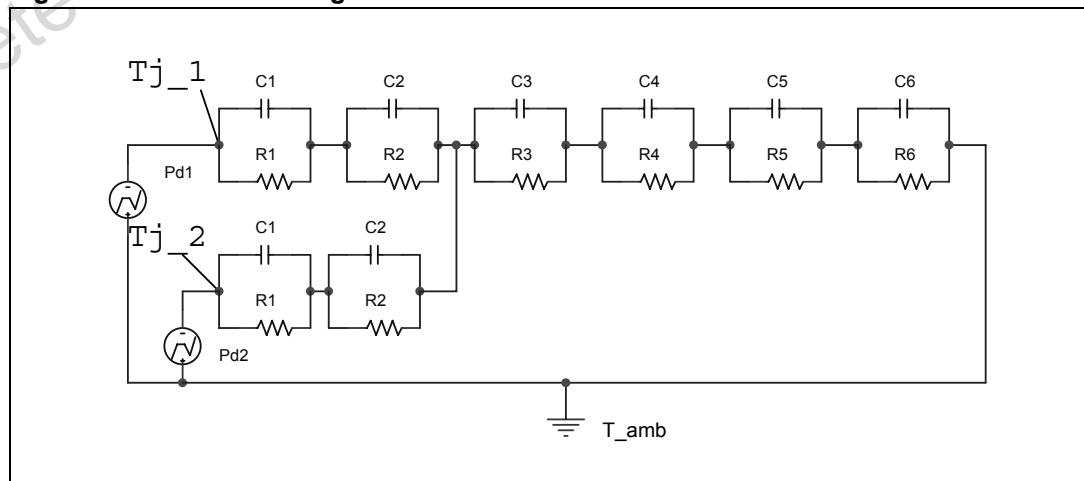 Tj_1
C1 C2 C3 C4 C5 C6
R1 R2 R3 R4 R5 R6
Pd1
Tj_2
C1 C2
R1 R2
Pd2
T_amb